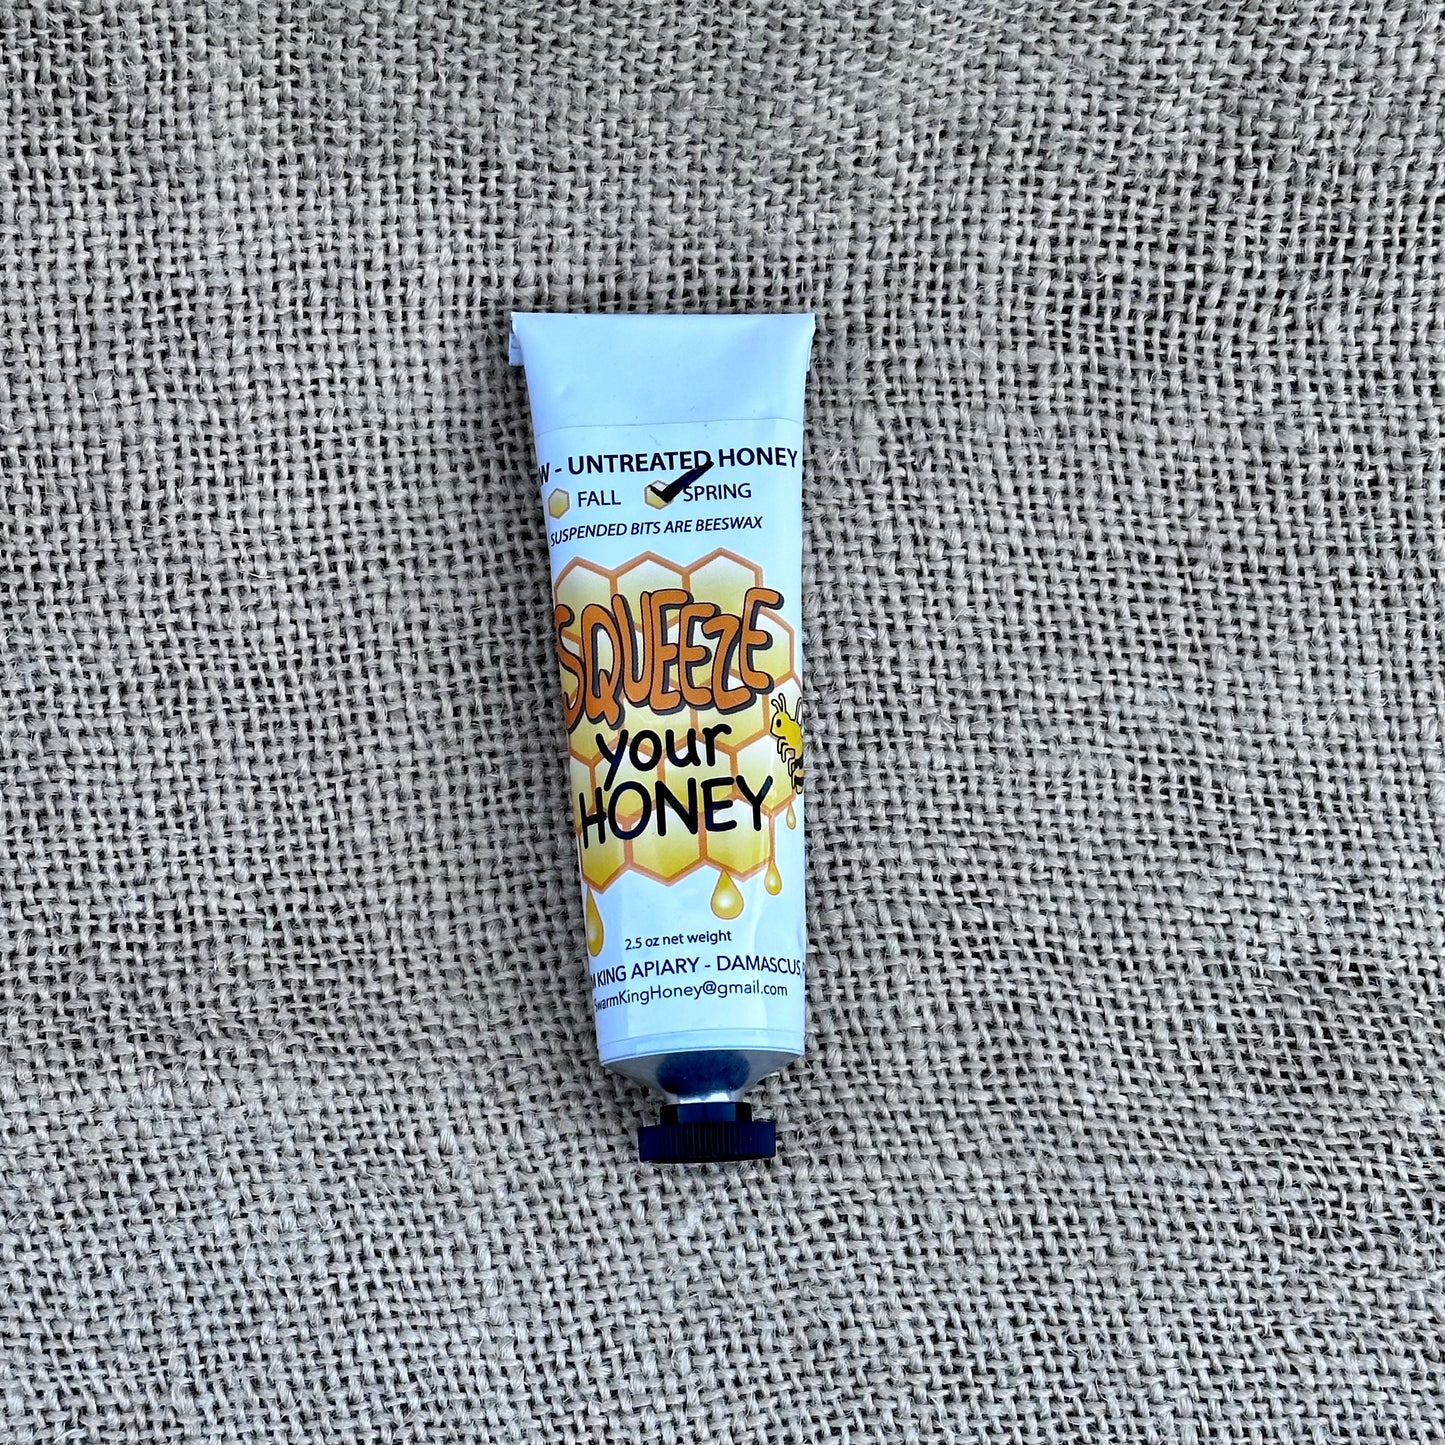 W - UNTREATED HONEY
FALL SPRING
SUSPENDED BITS ARE BEESWAX
SQUEEZE
your
HONEY
2.5 oz net weight
M KING APIARY - DAMASCUS,
SwarmKingHoney@gmail.com